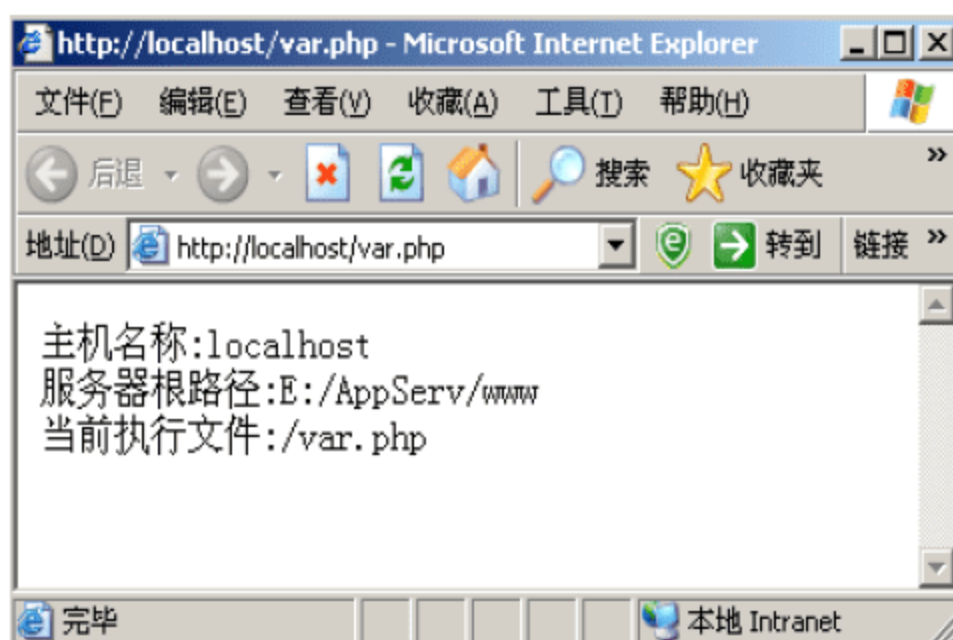 http://localhost/var.php - Microsoft Internet Explorer
文件(F) 编辑(E) 查看(V) 收藏(A) 工具(T) 帮助(H)
后退 搜索 收藏夹 »
地址(D) http://localhost/var.php 转到 链接 »
主机名称:localhost
服务器根路径:E:/AppServ/www
当前执行文件:/var.php
完毕 本地 Intranet